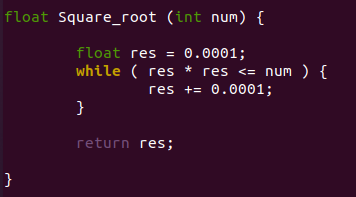 float Square_root (int num) {
float res = 0.0001;
while ( res * res <= num ) {
res += 0.0001;
}
return res;
}